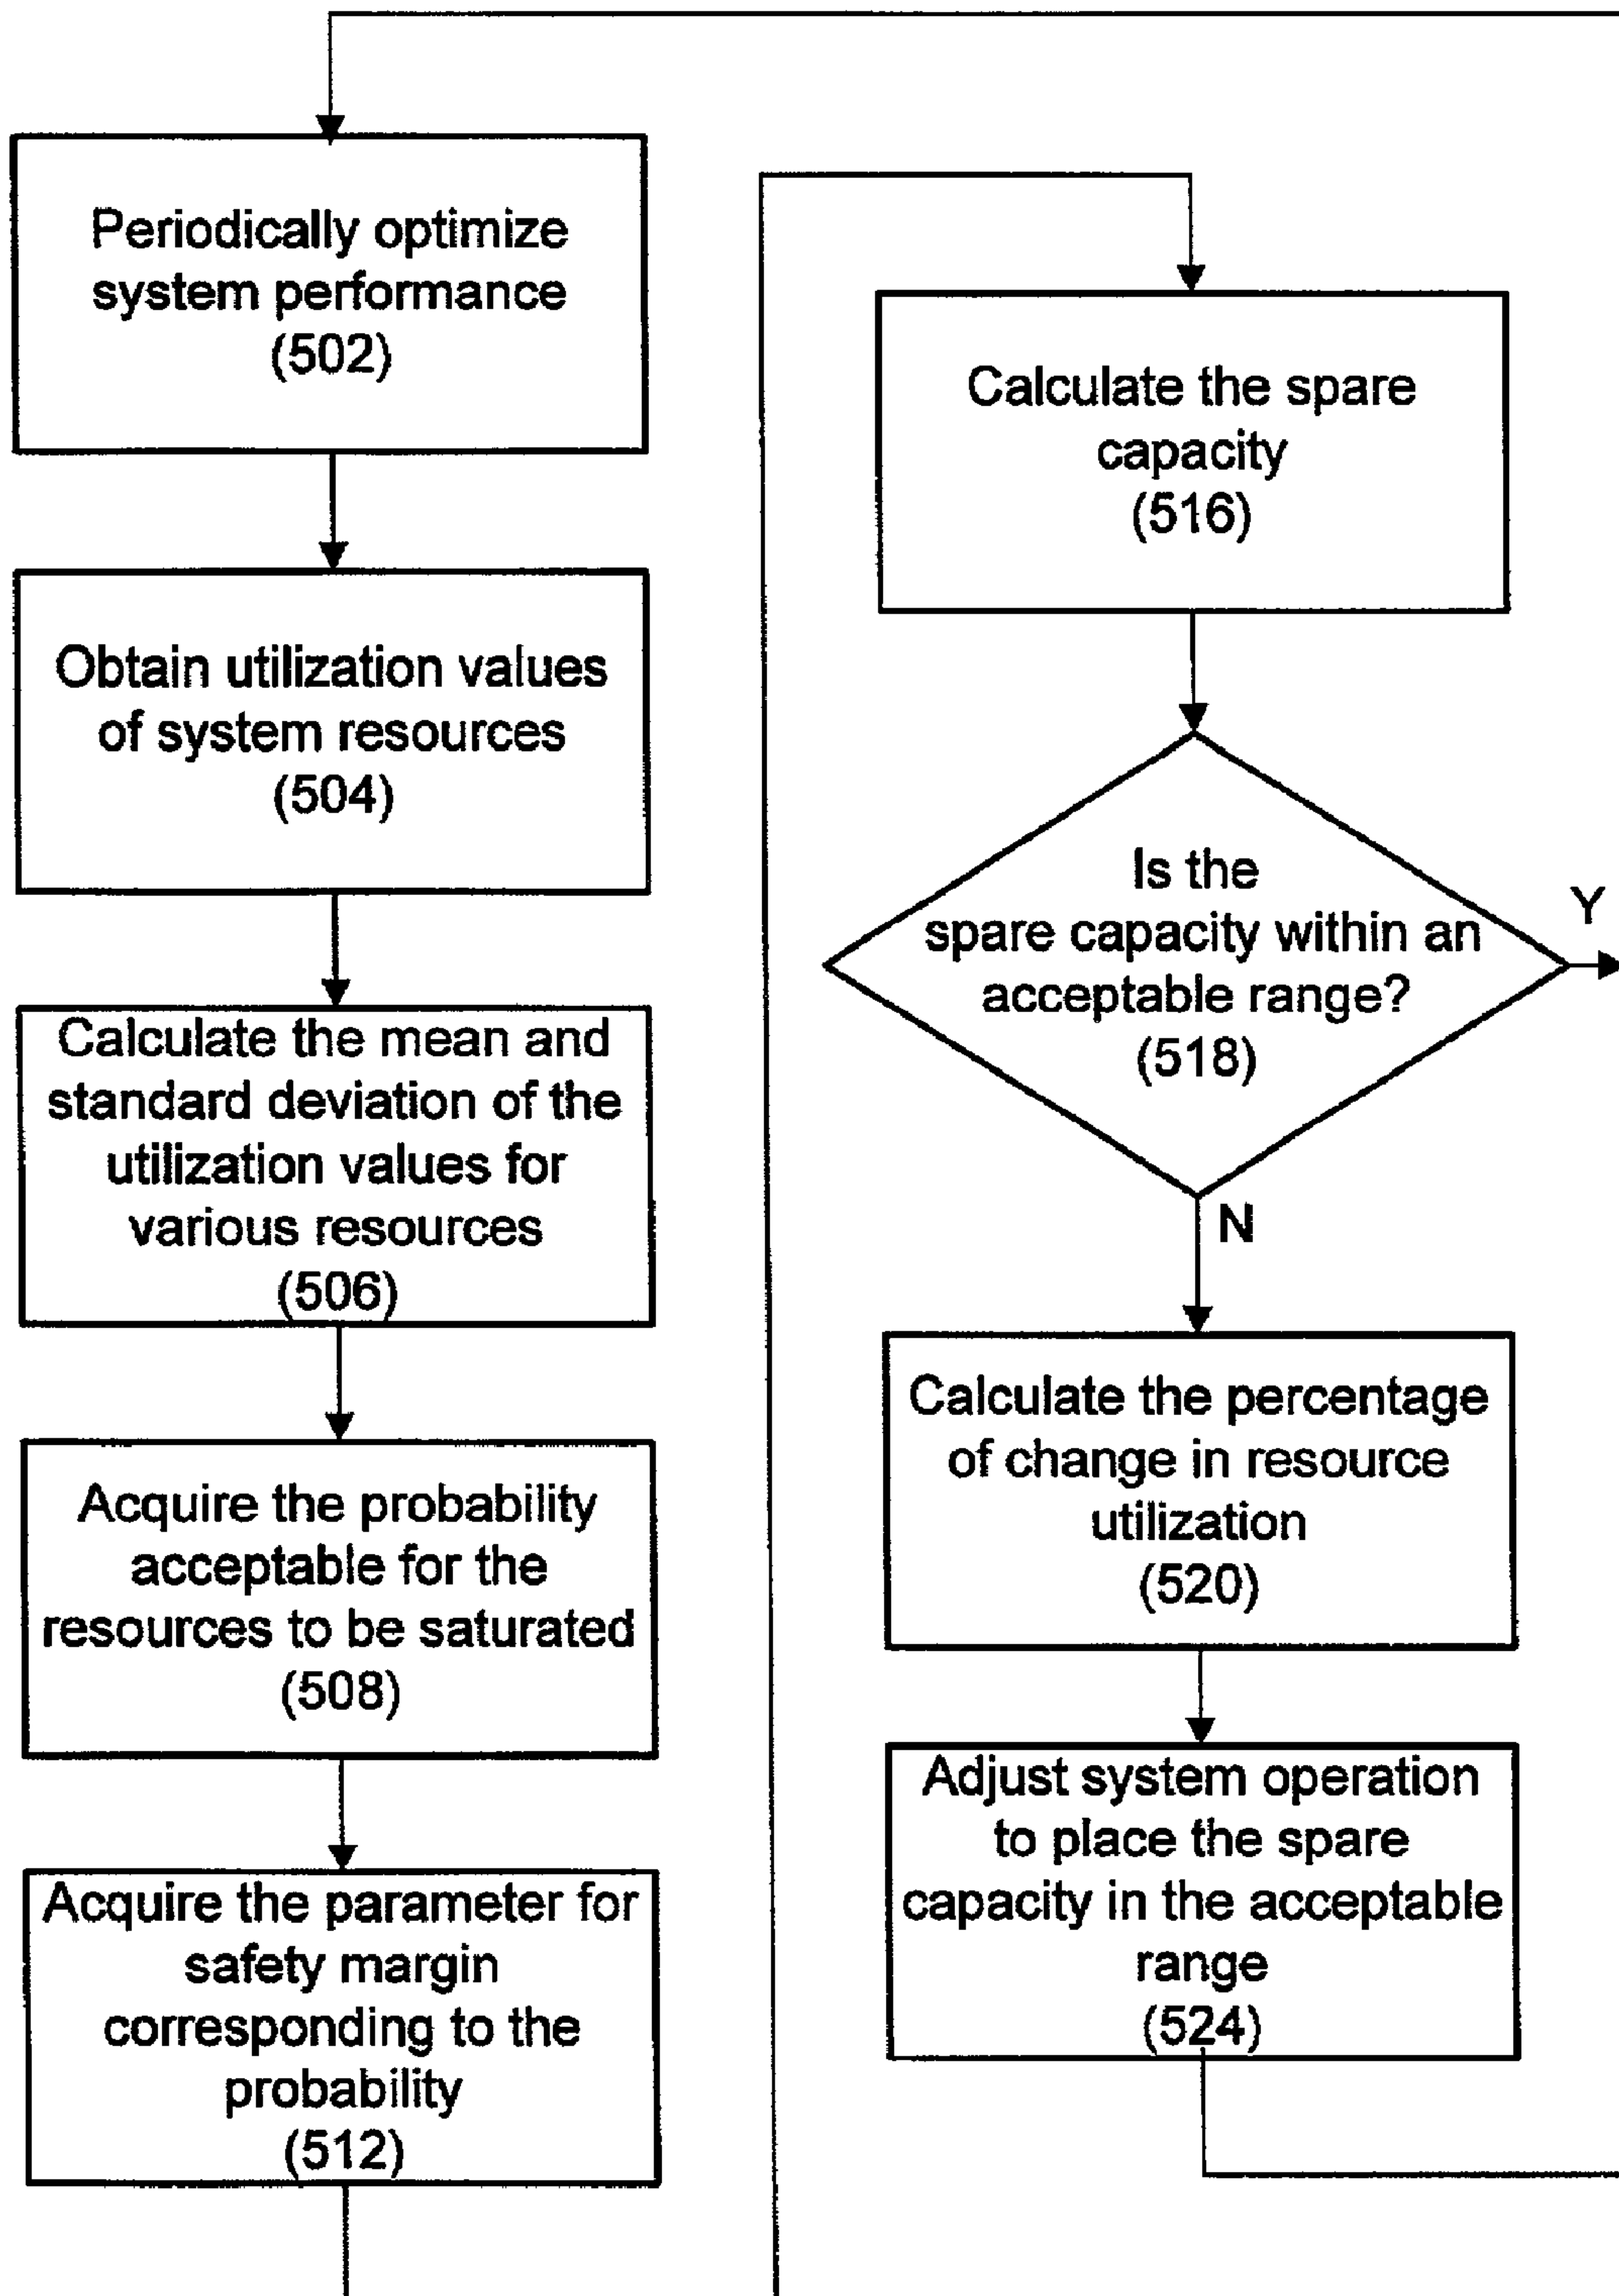 Periodically optimize
system performance
(502)
Obtain utilization values
of system resources
(504)
Calculate the mean and
standard deviation of the
utilization values for
various resources
(506)
Acquire the probability
acceptable for the
resources to be saturated
(508)
Acquire the parameter for
safety margin
corresponding to the
probability
(512)
Calculate the spare
capacity
(516)
Is the
spare capacity within an
acceptable range?
(518)
Y
N
Calculate the percentage
of change in resource
utilization
(520)
Adjust system operation
to place the spare
capacity in the acceptable
range
(524)